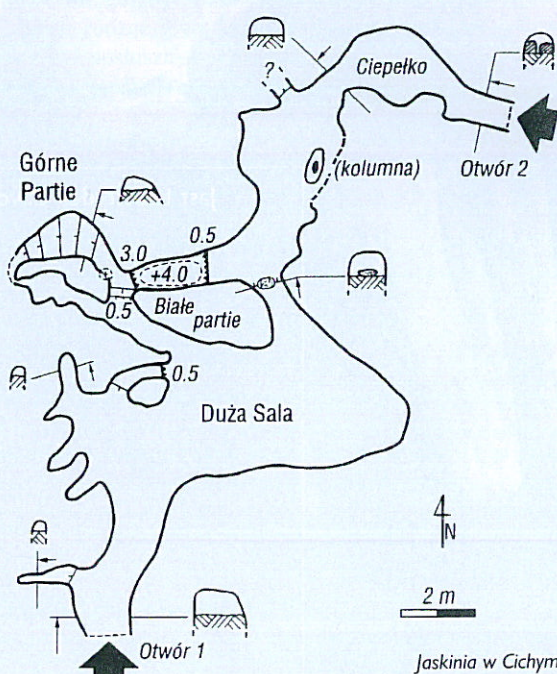 ?
Ciepełko
Otwór 2
(kolumna)
Górne
Partie
3.0
0.5
+4.0
0.5
Białe
partie
0.5
Duża Sala
N
2 m
Otwór 1
Jaskinia w Cichym